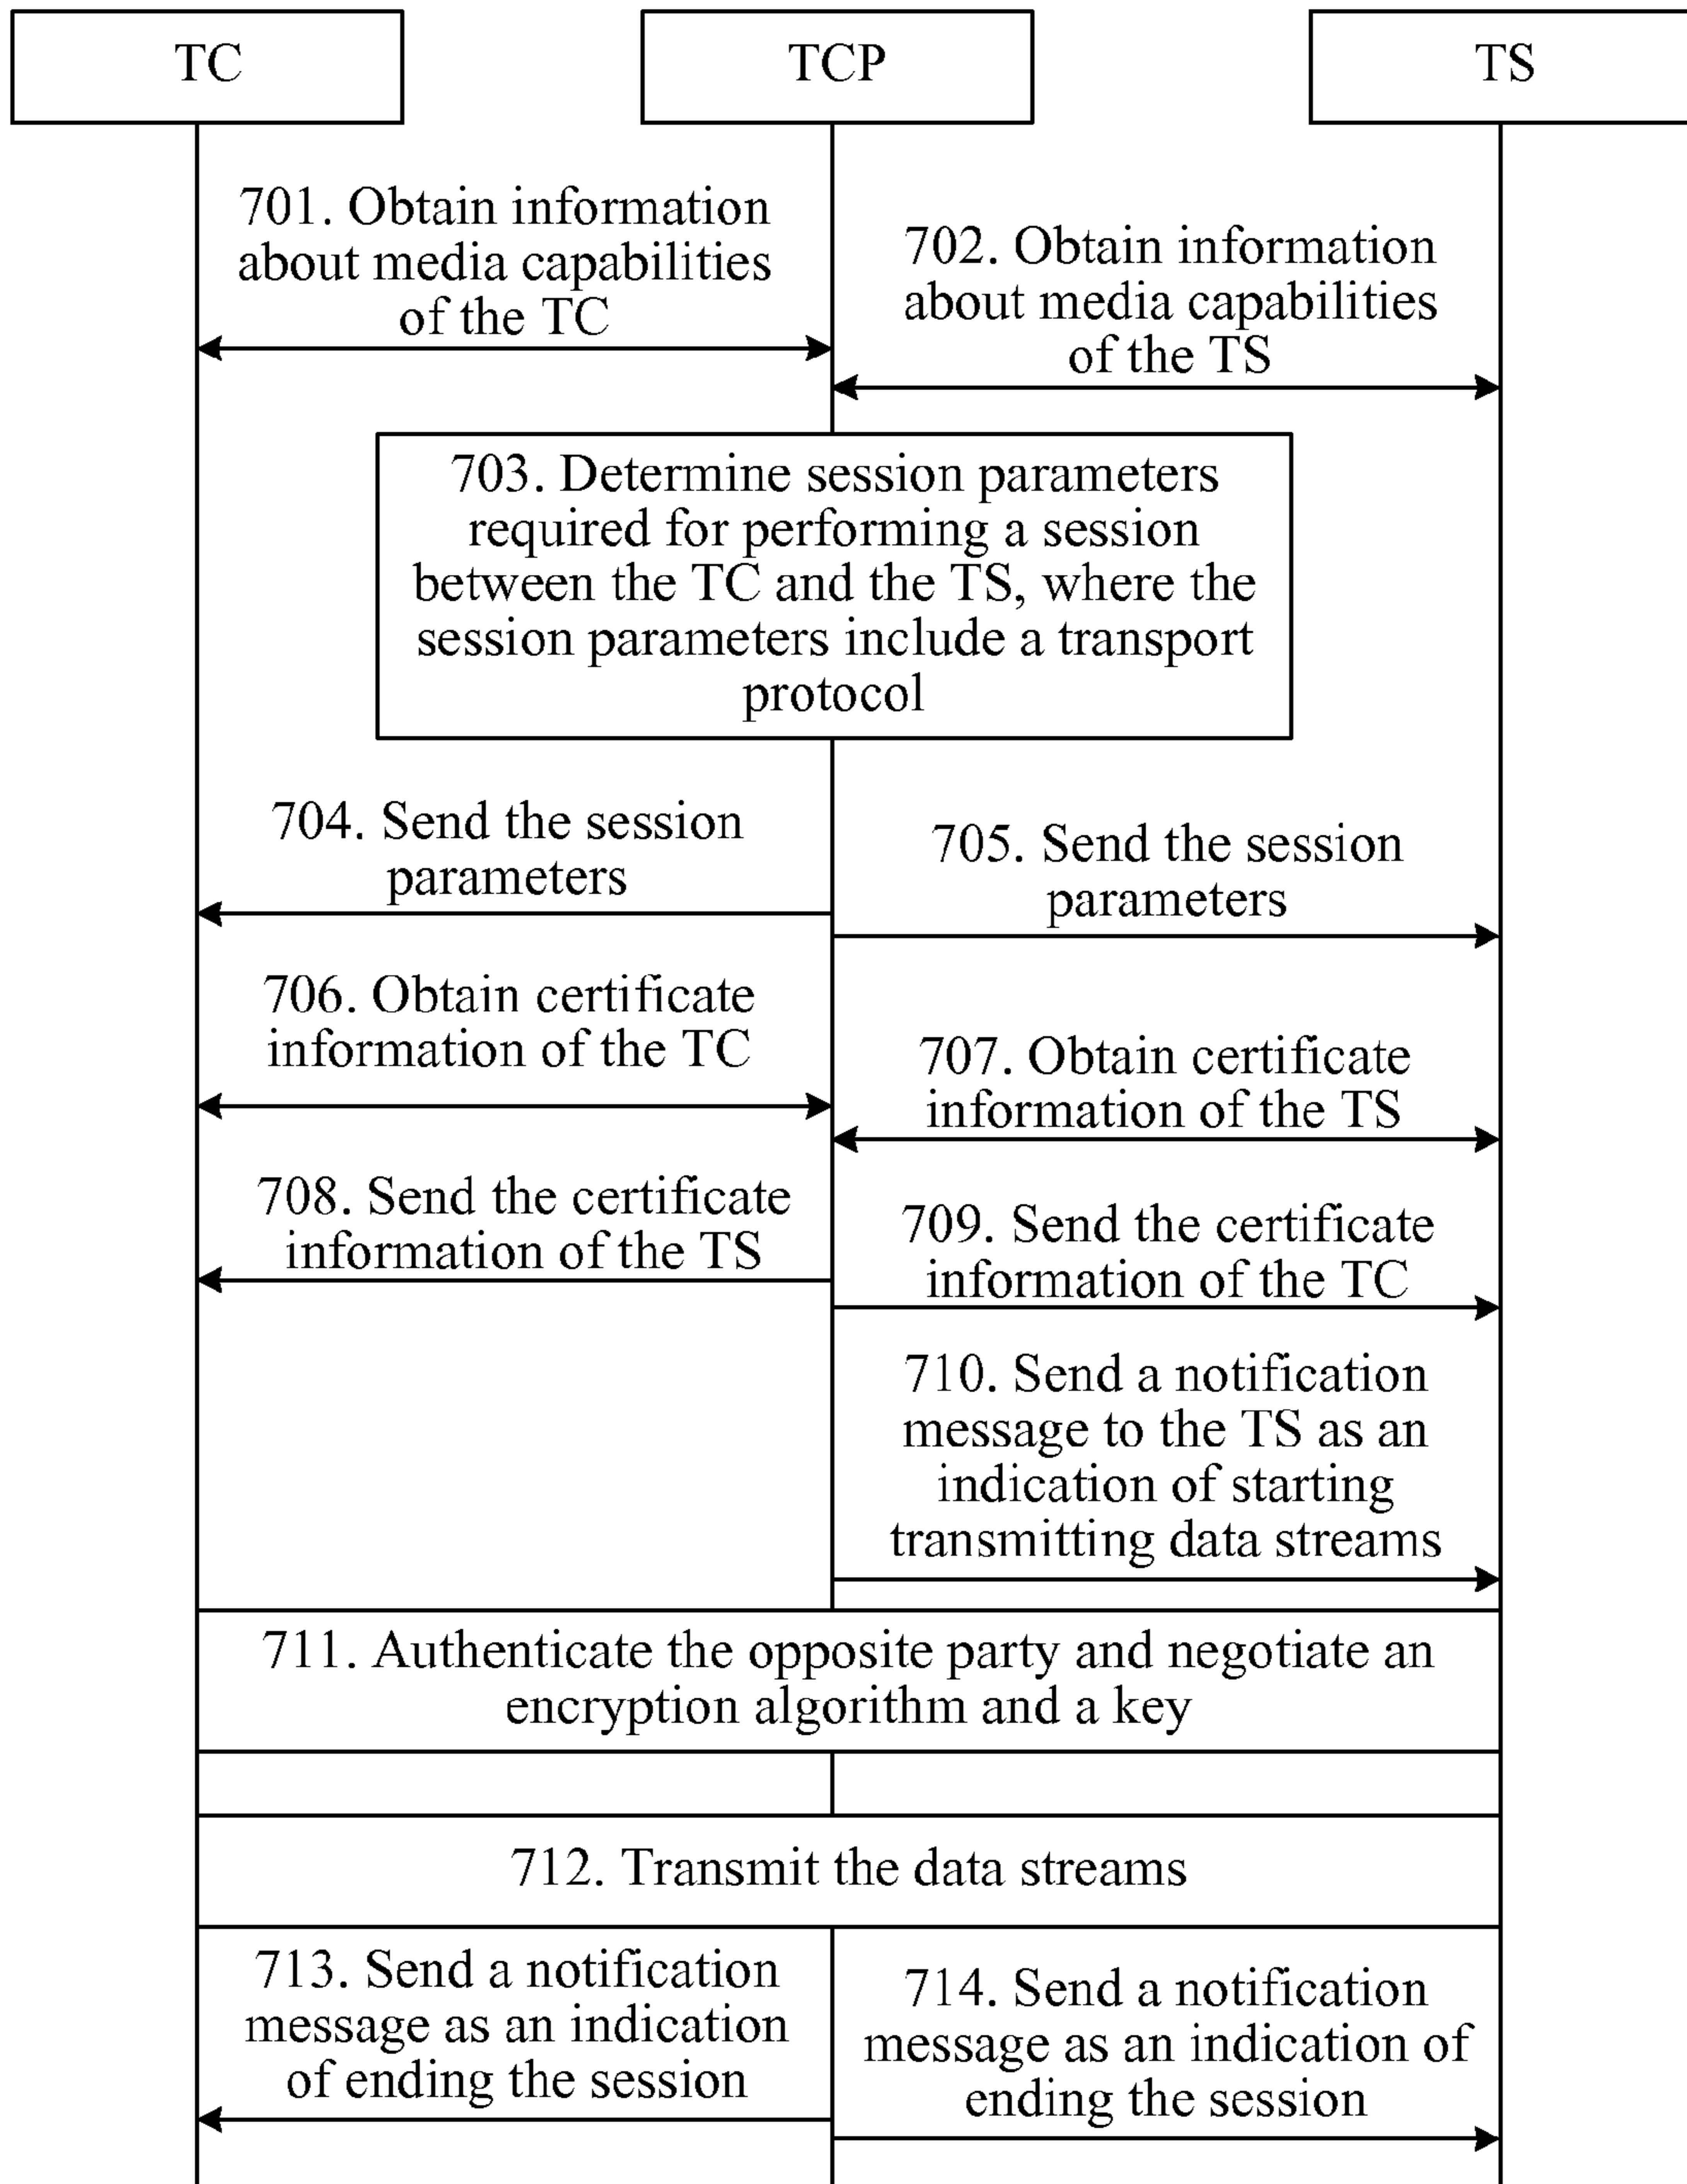 TC
TCP
TS
701. Obtain information
about media capabilities
of the TC
702. Obtain information
about media capabilities
of the TS
703. Determine session parameters
required for performing a session
between the TC and the TS, where the
session parameters include a transport
protocol
704. Send the session
parameters
705. Send the session
parameters
706. Obtain certificate
information of the TC
707. Obtain certificate
information of the TS
708. Send the certificate
information of the TS
709. Send the certificate
information of the TC
710. Send a notification
message to the TS as an
indication of starting
transmitting data streams
711. Authenticate the opposite party and negotiate an
encryption algorithm and a key
712. Transmit the data streams
713. Send a notification
message as an indication
of ending the session
714. Send a notification
message as an indication of
ending the session